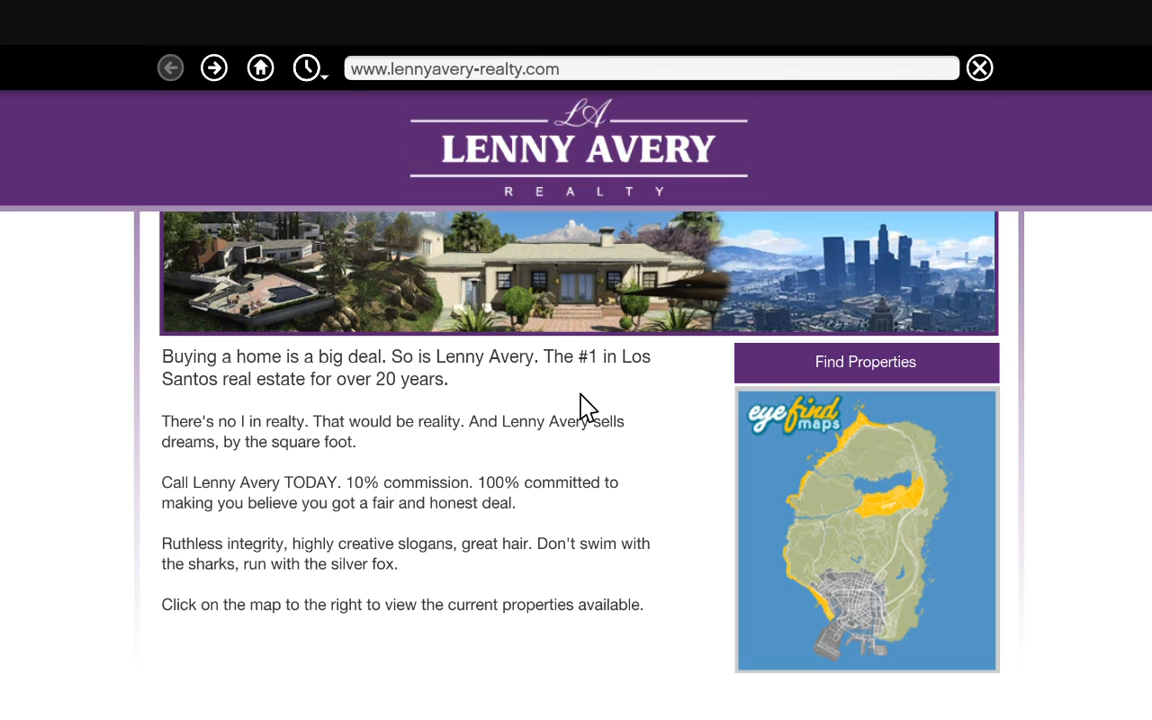 www.lennyavery-realty.com
LA
LENNY AVERY
REALTY
Buying a home is a big deal. So is Lenny Avery. The #1 in Los
Santos real estate for over 20 years.
There's no I in realty. That would be reality. And Lenny Avery sells
dreams, by the square foot.
Call Lenny Avery TODAY. 10% commission. 100% committed to
making you believe you got a fair and honest deal.
Ruthless integrity, highly creative slogans, great hair. Don't swim with
the sharks, run with the silver fox.
Click on the map to the right to view the current properties available.
Find Properties
eyefind
maps